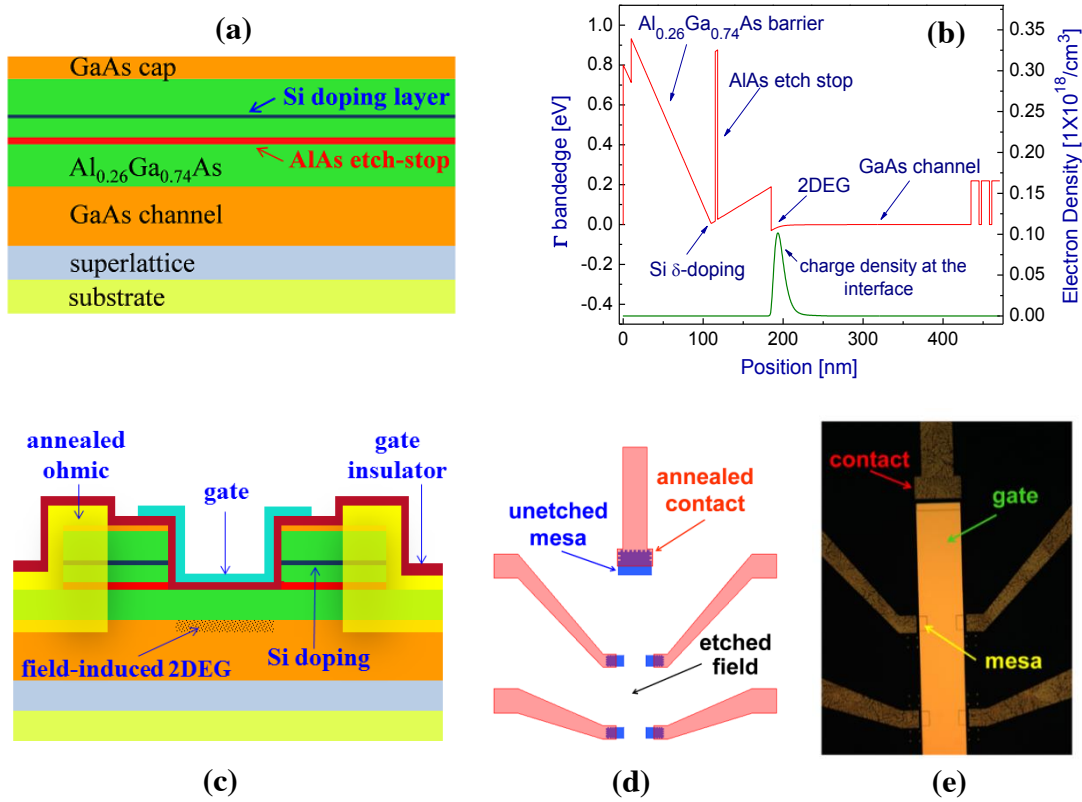 (a)
GaAs cap
Si doping layer
AlAs etch-stop
Al0.26Ga0.74As
GaAs channel
superlattice
substrate
(b)
Al0.26Ga0.74As barrier
AlAs etch stop
GaAs channel
2DEG
Si δ-doping
charge density at the
interface
Γ bandedge [eV]
1.0
0.8
0.6
0.4
0.2
0.0
-0.2
-0.4
0
100
200
300
400
Position [nm]
0.35
0.30
0.25
0.20
0.15
0.10
0.05
0.00
Electron Density [1X10^18/cm^3]
annealed
ohmic
gate
gate
insulator
field-induced 2DEG
Si doping
(c)
unetched
mesa
annealed
contact
etched
field
(d)
contact
gate
mesa
(e)